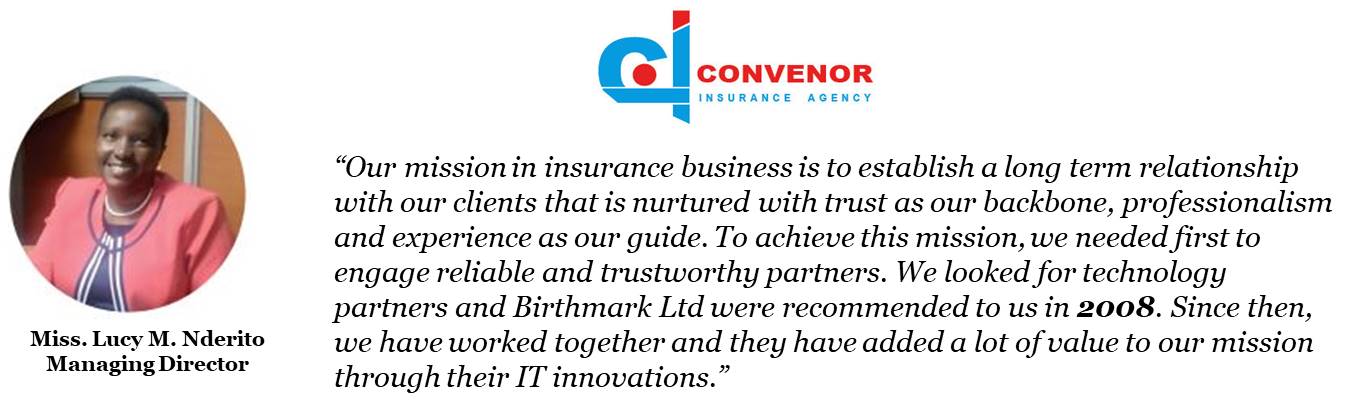 CONVENOR
INSURANCE AGENCY
“Our mission in insurance business is to establish a long term relationship
with our clients that is nurtured with trust as our backbone, professionalism
and experience as our guide. To achieve this mission, we needed first to
engage reliable and trustworthy partners. We looked for technology
partners and Birthmark Ltd were recommended to us in 2008. Since then,
we have worked together and they have added a lot of value to our mission
through their IT innovations.”
Miss. Lucy M. Nderito
Managing Director